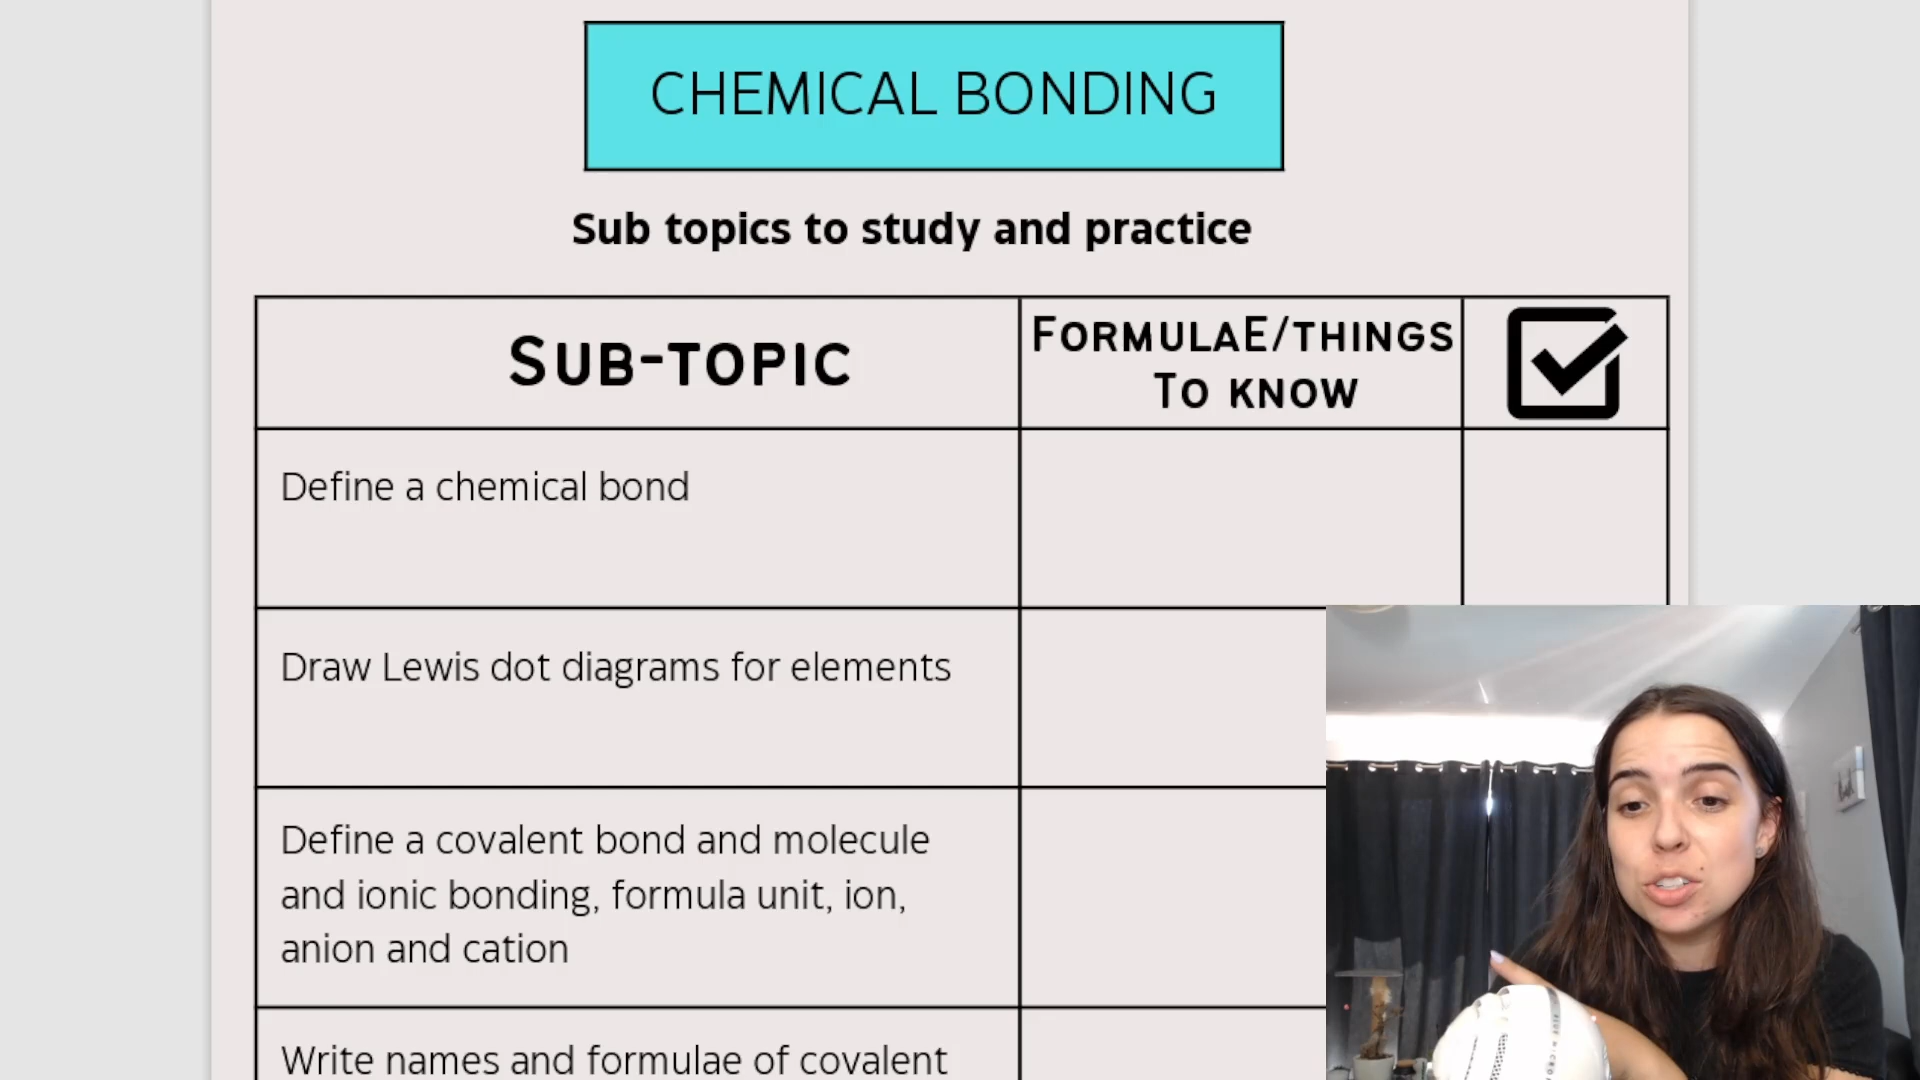 CHEMICAL BONDING
Sub topics to study and practice
SUB-TOPIC
FORMULAE/THINGS
TO KNOW
Define a chemical bond
Draw Lewis dot diagrams for elements
Define a covalent bond and molecule
and ionic bonding, formula unit, ion,
anion and cation
Write names and formulae of covalent